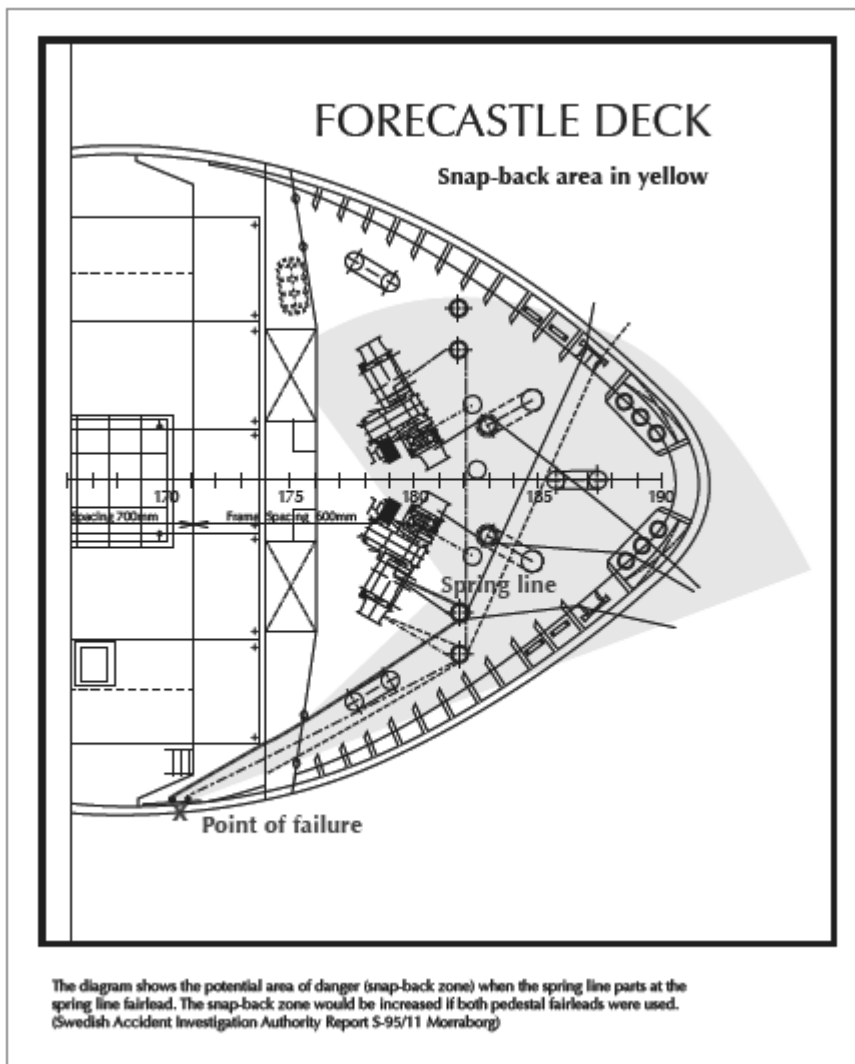 FORECASTLE DECK
Snap-back area in yellow
170
175
180
185
190
Spacing 700mm
Frame Spacing 600mm
Spring line
X
Point of failure
The diagram shows the potential area of danger (snap-back zone) when the spring line parts at the
spring line fairlead. The snap-back zone would be increased if both pedestal fairleads were used.
(Swedish Accident Investigation Authority Report S-95/11 Morraborg)